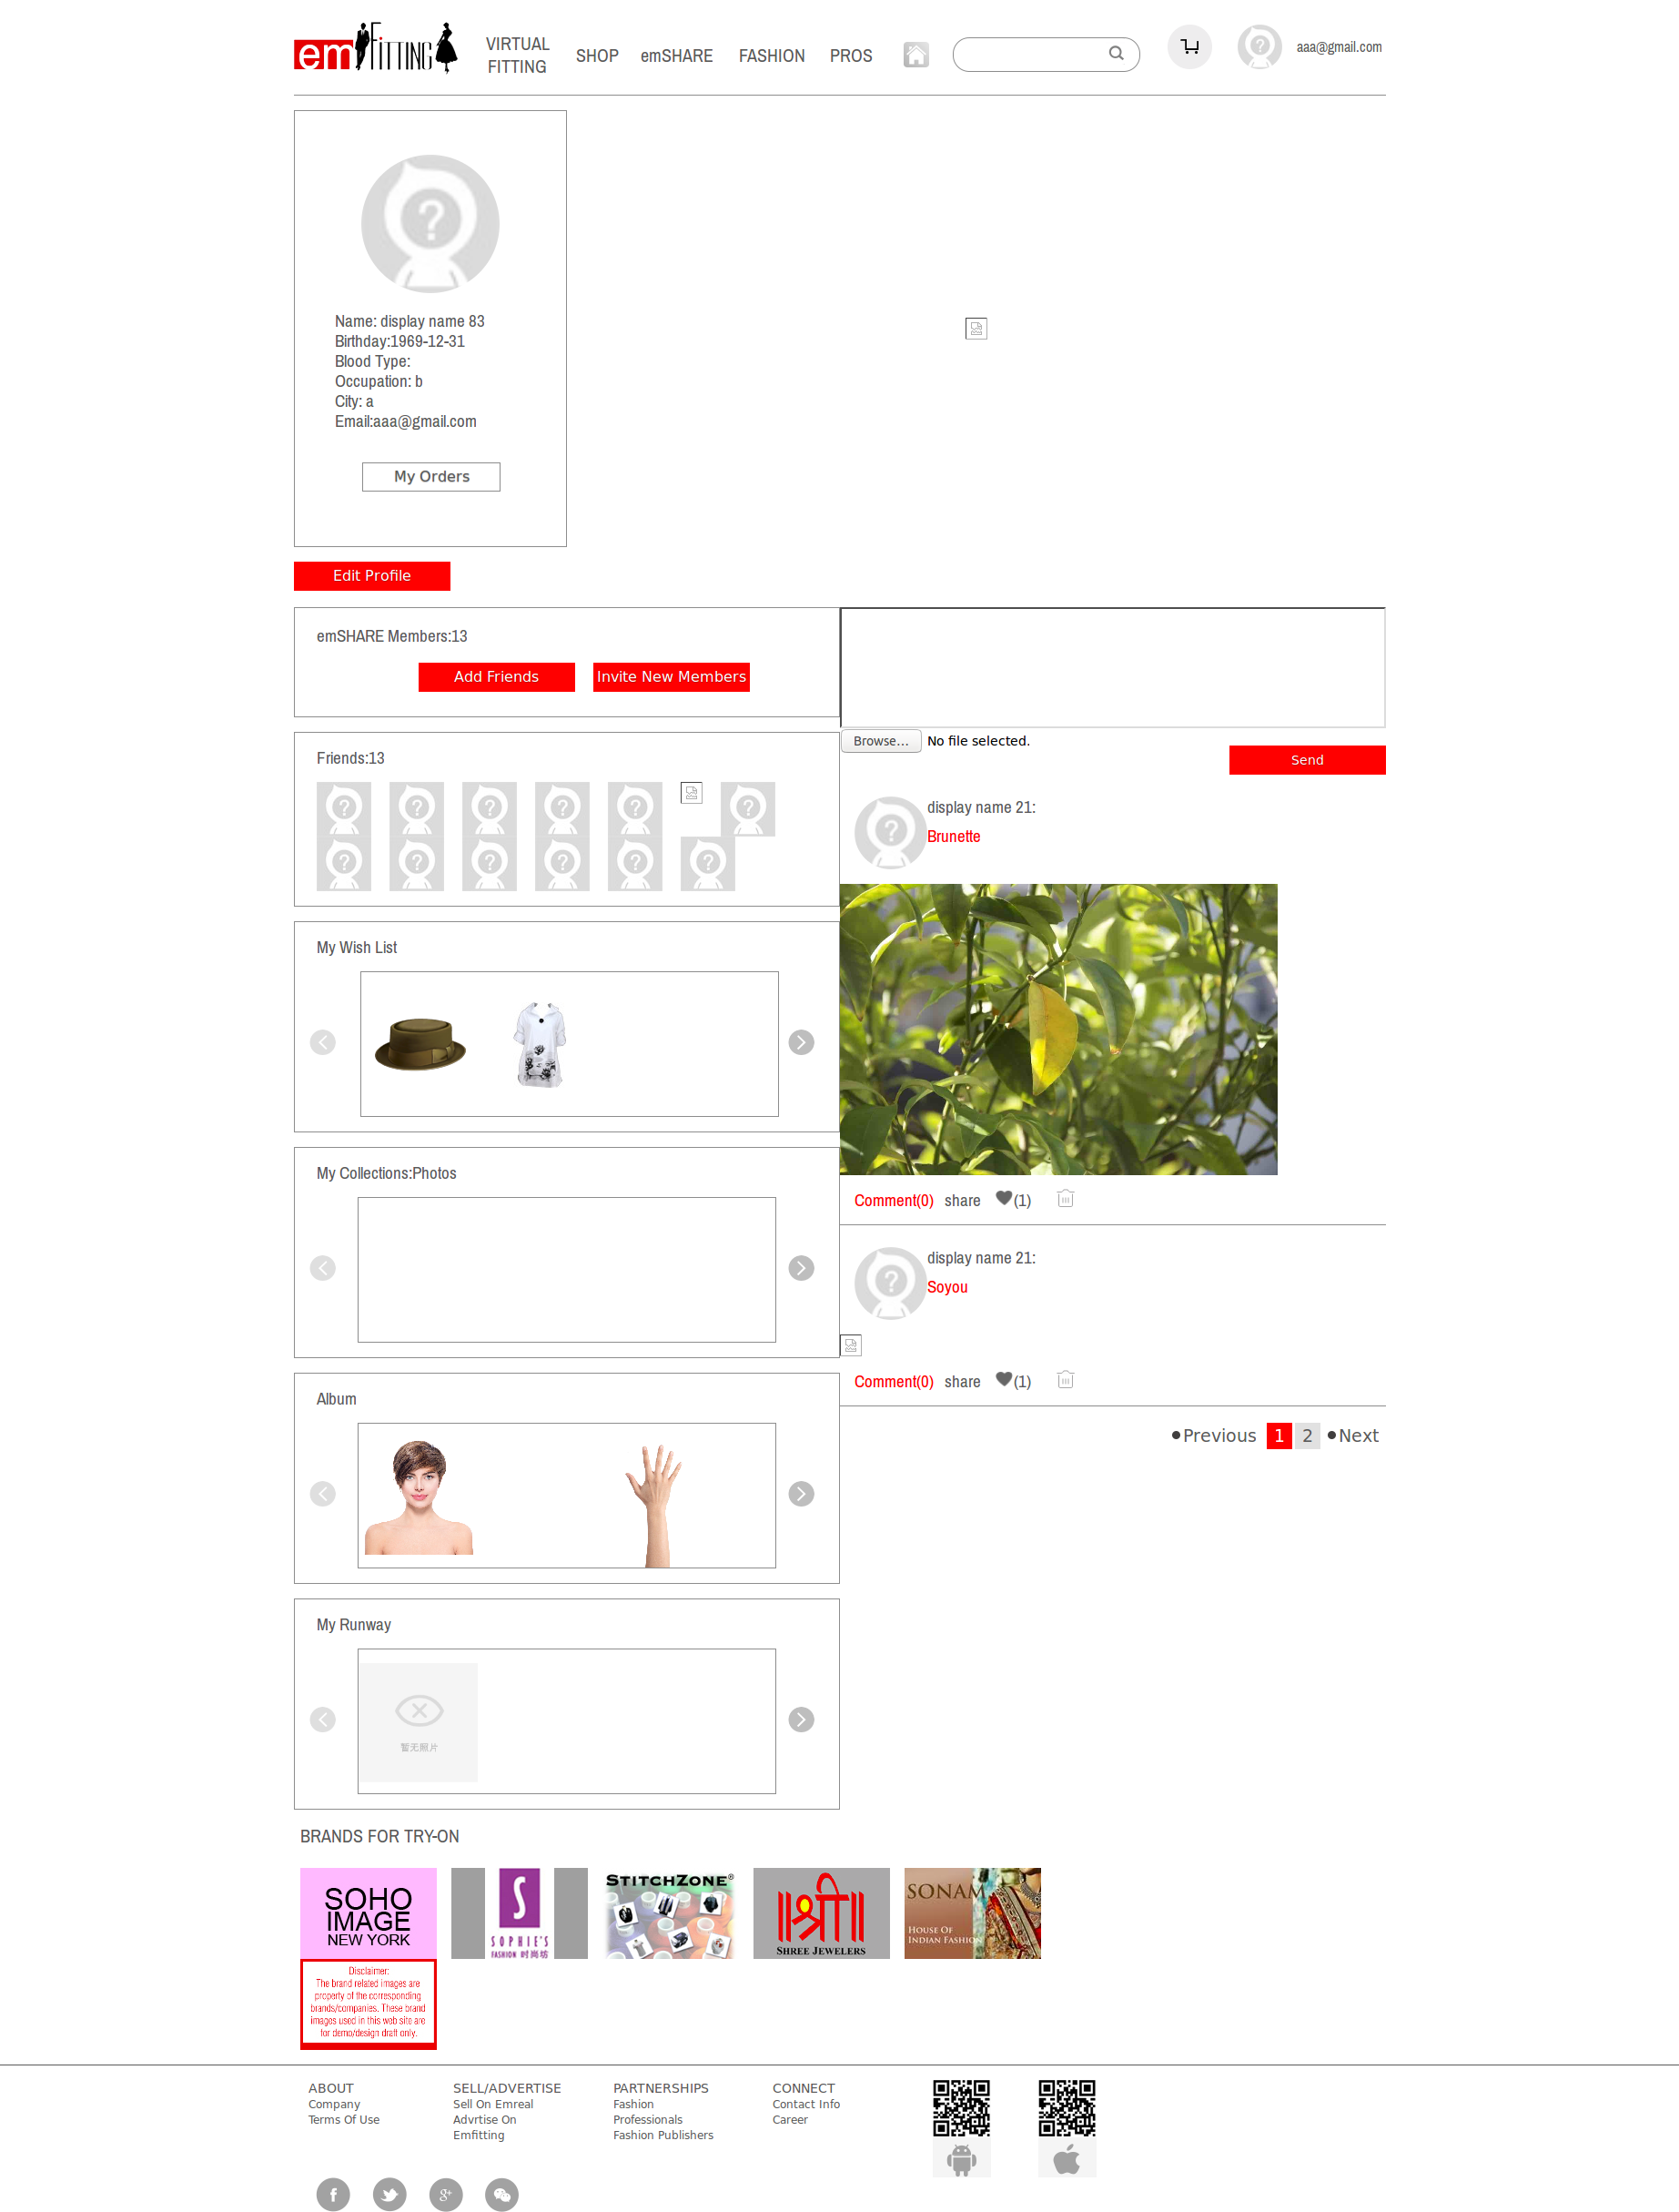 em FITTING
VIRTUAL
FITTING
SHOP
emSHARE
FASHION
PROS
aaa@gmail.com
Name: display name 83
Birthday:1969-12-31
Blood Type:
Occupation: b
City: a
Email:aaa@gmail.com
My Orders
Edit Profile
emSHARE Members:13
Add Friends
Invite New Members
Browse...
No file selected.
Send
Friends:13
display name 21:
Brunette
My Wish List
My Collections:Photos
Comment(0) share (1)
display name 21:
Soyou
Comment(0) share (1)
Album
Previous 1 2 Next
My Runway
暂无照片
BRANDS FOR TRY-ON
SOHO
IMAGE
NEW YORK
S
SOPHIE'S
FASHION 时尚坊
STITCHZONE®
श्री
SHREE JEWELERS
SONAM
HOUSE OF
INDIAN FASHION
Disclaimer:
The brand related images are
property of the corresponding
brands/companies. These brand
images used in this web site are
for demo/design draft only.
ABOUT
Company
Terms Of Use
SELL/ADVERTISE
Sell On Emreal
Advrtise On
Emfitting
PARTNERSHIPS
Fashion
Professionals
Fashion Publishers
CONNECT
Contact Info
Career